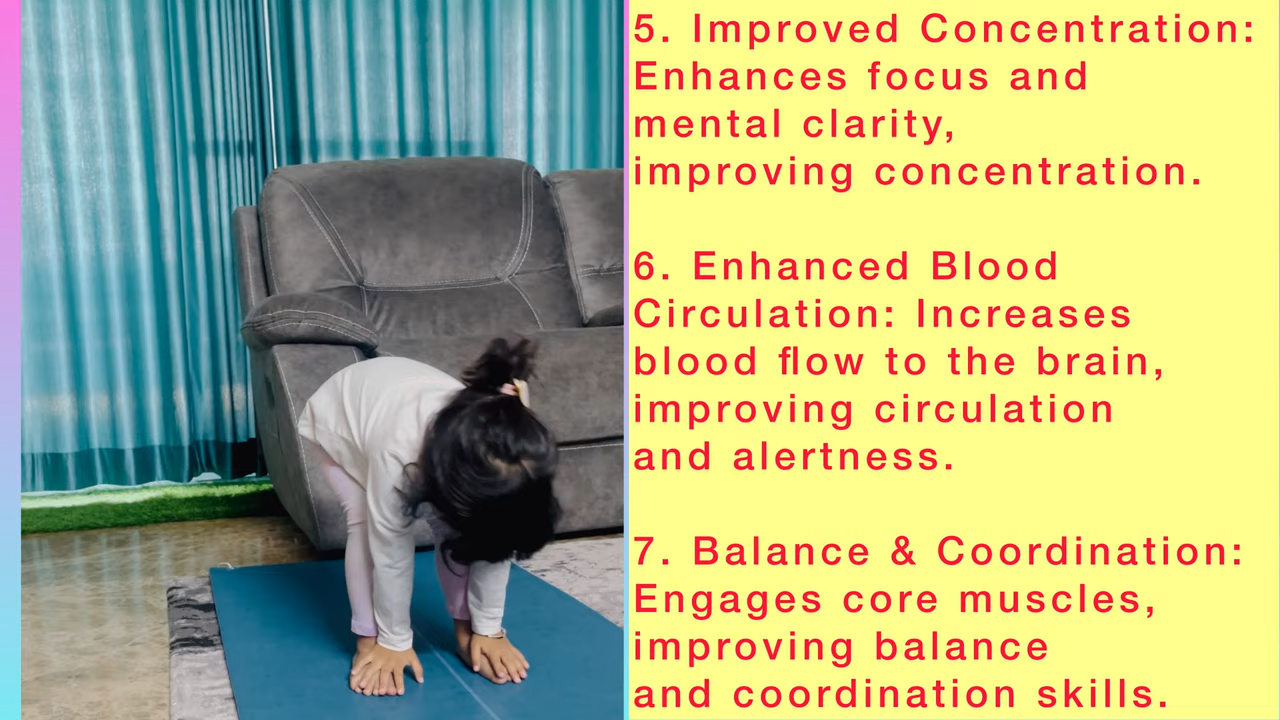 5. Improved Concentration:
Enhances focus and
mental clarity,
improving concentration.
6. Enhanced Blood
Circulation: Increases
blood flow to the brain,
improving circulation
and alertness.
7. Balance & Coordination:
Engages core muscles,
improving balance
and coordination skills.